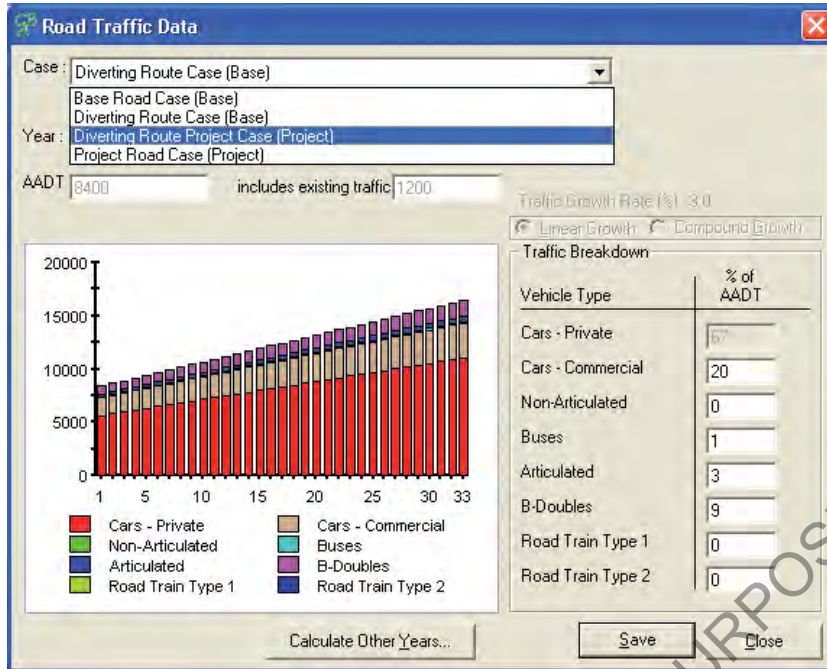 Road Traffic Data
Case : Diverting Route Case (Base)
Base Road Case (Base)
Diverting Route Case (Base)
Year : Diverting Route Project Case (Project)
Project Road Case (Project)
AADT 8400 includes existing traffic 1200
Traffic Growth Rate (%) 3.0
Linear Growth Compound Growth
Traffic Breakdown
Vehicle Type % of AADT
Cars - Private 67
Cars - Commercial 20
Non-Articulated 0
Buses 1
Articulated 3
B-Doubles 9
Road Train Type 1 0
Road Train Type 2 0
20000
15000
10000
5000
0
1 5 10 15 20 25 30 33
Cars - Private Cars - Commercial
Non-Articulated Buses
Articulated B-Doubles
Road Train Type 1 Road Train Type 2
Calculate Other Years... Save Close